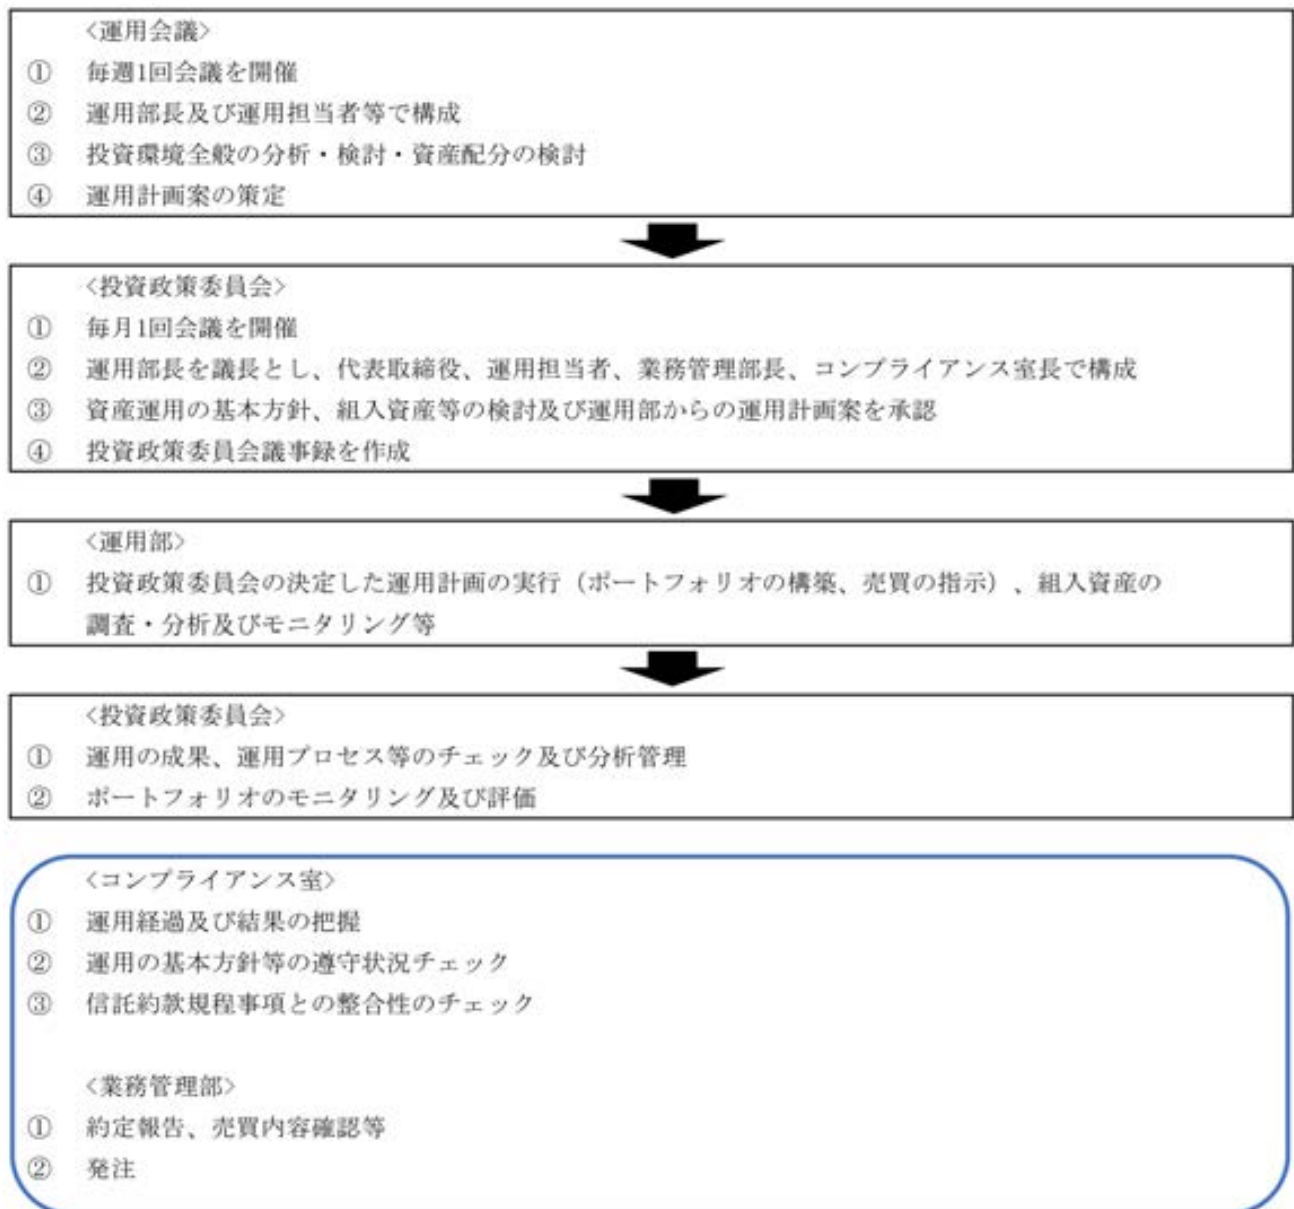 〈運用会議〉
① 毎週1回会議を開催
② 運用部長及び運用担当者等で構成
③ 投資環境全般の分析・検討・資産配分の検討
④ 運用計画案の策定
〈投資政策委員会〉
① 毎月1回会議を開催
② 運用部長を議長とし、代表取締役、運用担当者、業務管理部長、コンプライアンス室長で構成
③ 資産運用の基本方針、組入資産等の検討及び運用部からの運用計画案を承認
④ 投資政策委員会議事録を作成
〈運用部〉
① 投資政策委員会の決定した運用計画の実行（ポートフォリオの構築、売買の指示）、組入資産の
調査・分析及びモニタリング等
〈投資政策委員会〉
① 運用の成果、運用プロセス等のチェック及び分析管理
② ポートフォリオのモニタリング及び評価
〈コンプライアンス室〉
① 運用経過及び結果の把握
② 運用の基本方針等の遵守状況チェック
③ 信託約款規程事項との整合性のチェック
〈業務管理部〉
① 約定報告、売買内容確認等
② 発注